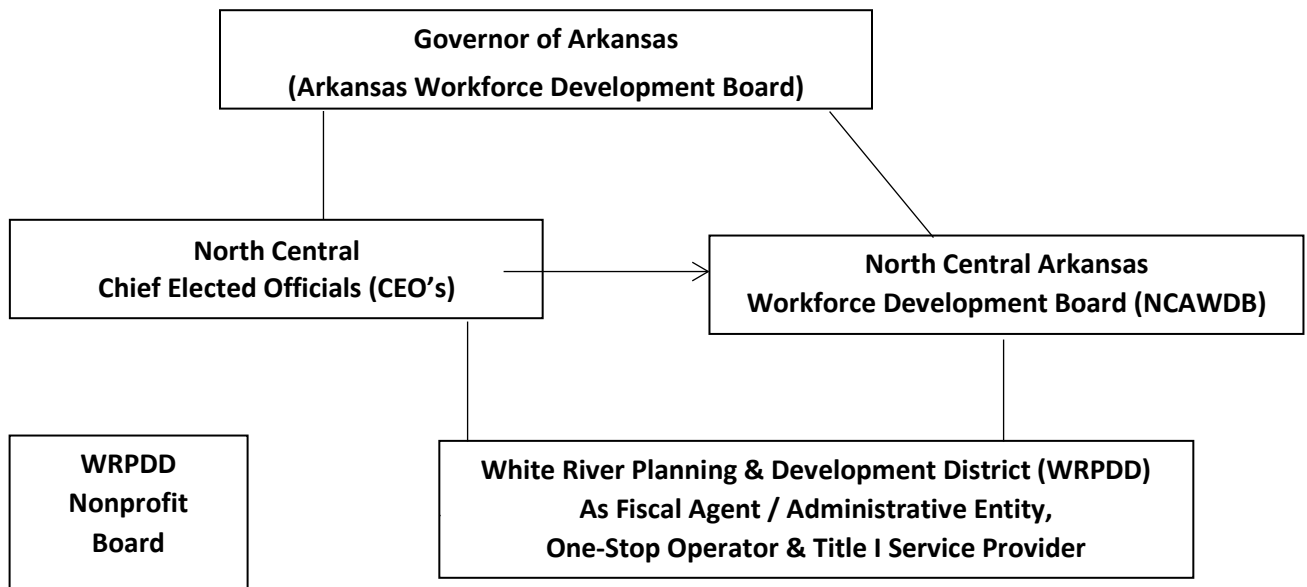 Governor of Arkansas
(Arkansas Workforce Development Board)
North Central
Chief Elected Officials (CEO’s)
North Central Arkansas
Workforce Development Board (NCAWDB)
WRPDD
Nonprofit
Board
White River Planning & Development District (WRPDD)
As Fiscal Agent / Administrative Entity,
One-Stop Operator & Title I Service Provider